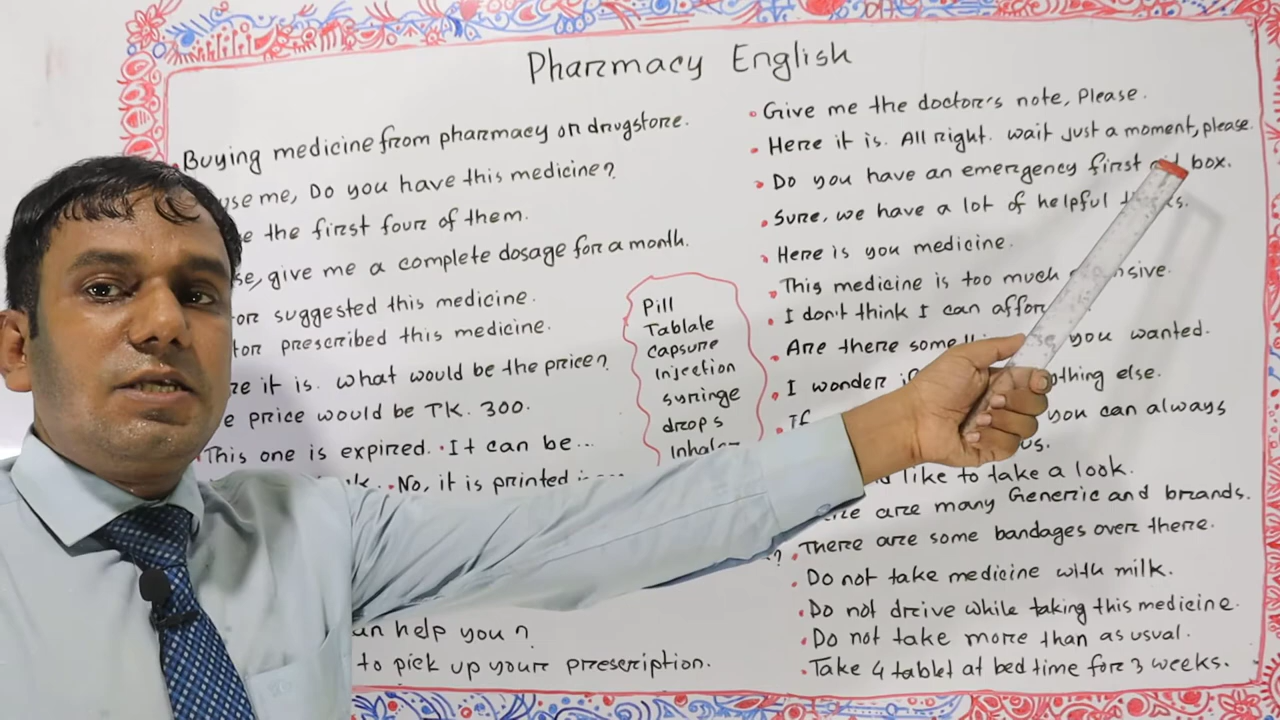 Pharmacy English
Buying medicine from pharmacy or drugstore.
me, Do you have this medicine?
the first four of them.
give me a complete dosage for a month.
suggested this medicine.
prescribed this medicine.
it is. what would be the price?
price would be TK. 300.
This one is expired. • It can be...
• No, it is printed
help you
to pick up your prescription.
Pill
Tablate
capsure
Injection
syringe
drops
Inhaler
• Give me the doctor's note, Please.
• Here it is. All right. wait just a moment, please.
• Do you have an emergency first box.
• Sure, we have a lot of helpful
• Here is you medicine.
• This medicine is too much
• I don't think I can
• Are there you wanted.
• I wonder else.
• If you can always
like to take a look.
are many Generic and brands.
? • There are some bandages over there.
• Do not take medicine with milk.
• Do not drive while taking this medicine.
• Do not take more than as usual.
• Take 4 tablet at bed time for 3 weeks.